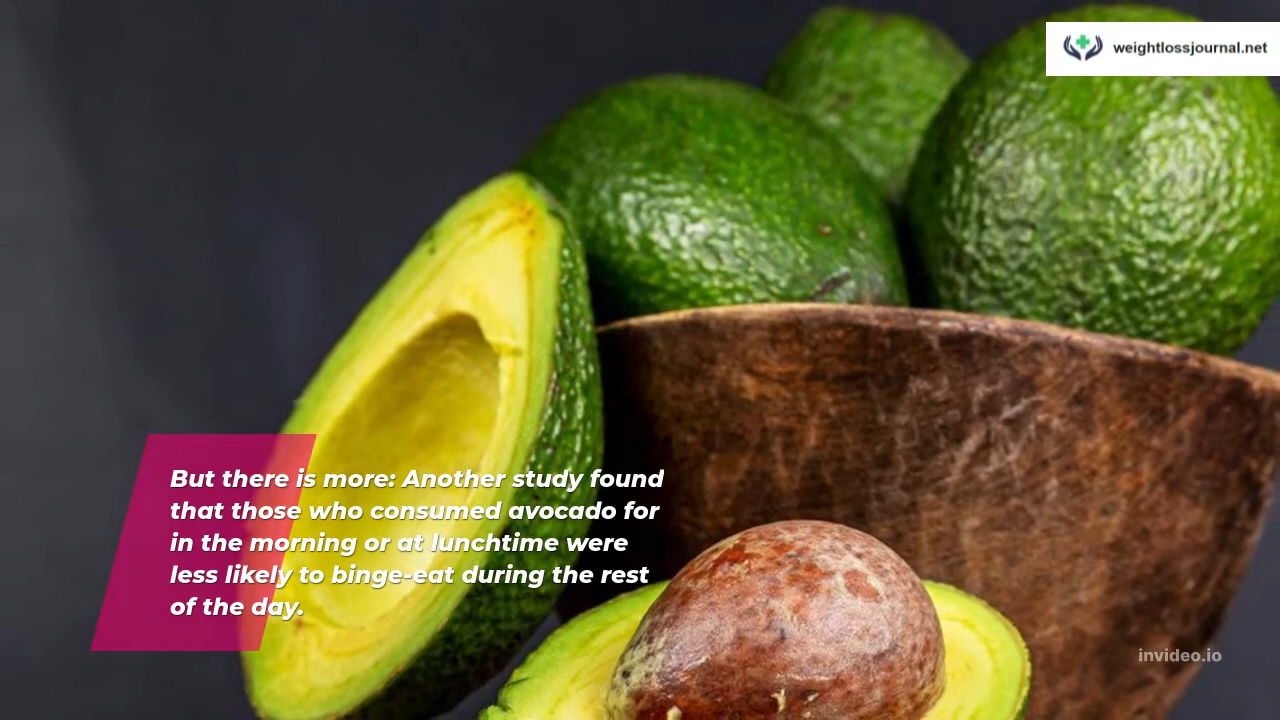 weightlossjournal.net
But there is more: Another study found
that those who consumed avocado for
in the morning or at lunchtime were
less likely to binge-eat during the rest
of the day.
invideo.io